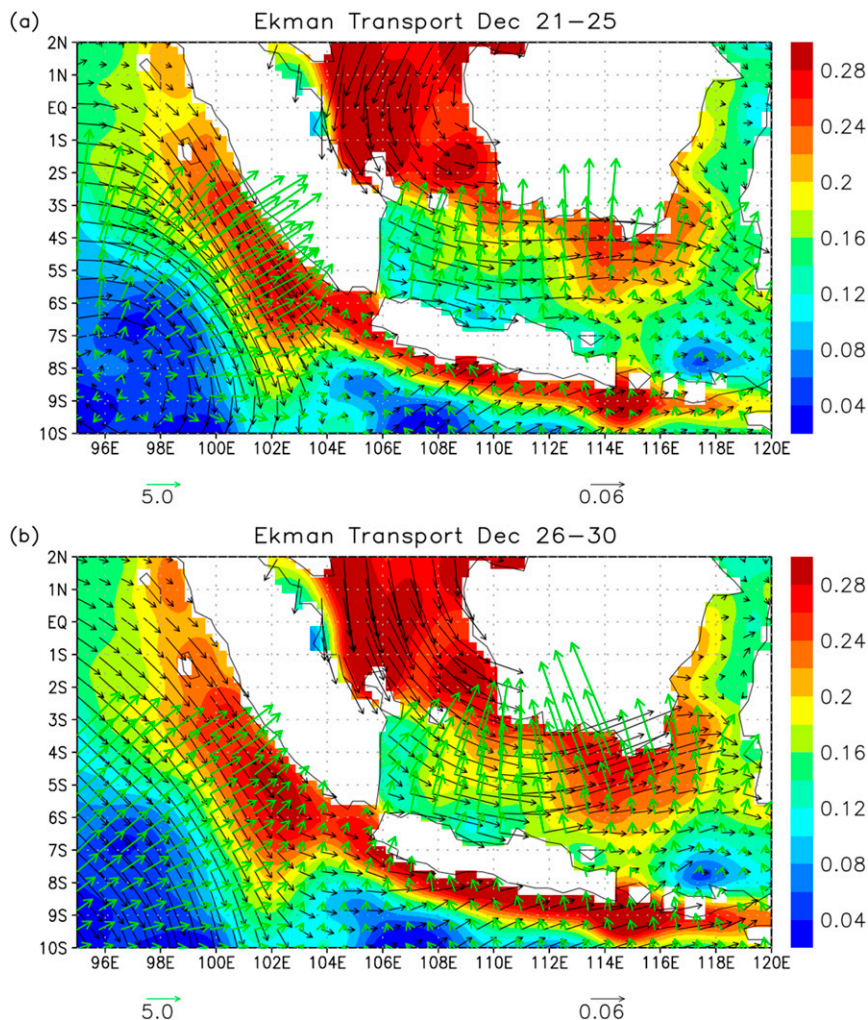 (a)
Ekman Transport Dec 21−25
2N
1N
EQ
1S
2S
3S
4S
5S
6S
7S
8S
9S
10S
96E 98E 100E 102E 104E 106E 108E 110E 112E 114E 116E 118E 120E
0.28
0.24
0.2
0.16
0.12
0.08
0.04
5.0 0.06
(b)
Ekman Transport Dec 26−30
2N
1N
EQ
1S
2S
3S
4S
5S
6S
7S
8S
9S
10S
96E 98E 100E 102E 104E 106E 108E 110E 112E 114E 116E 118E 120E
0.28
0.24
0.2
0.16
0.12
0.08
0.04
5.0 0.06